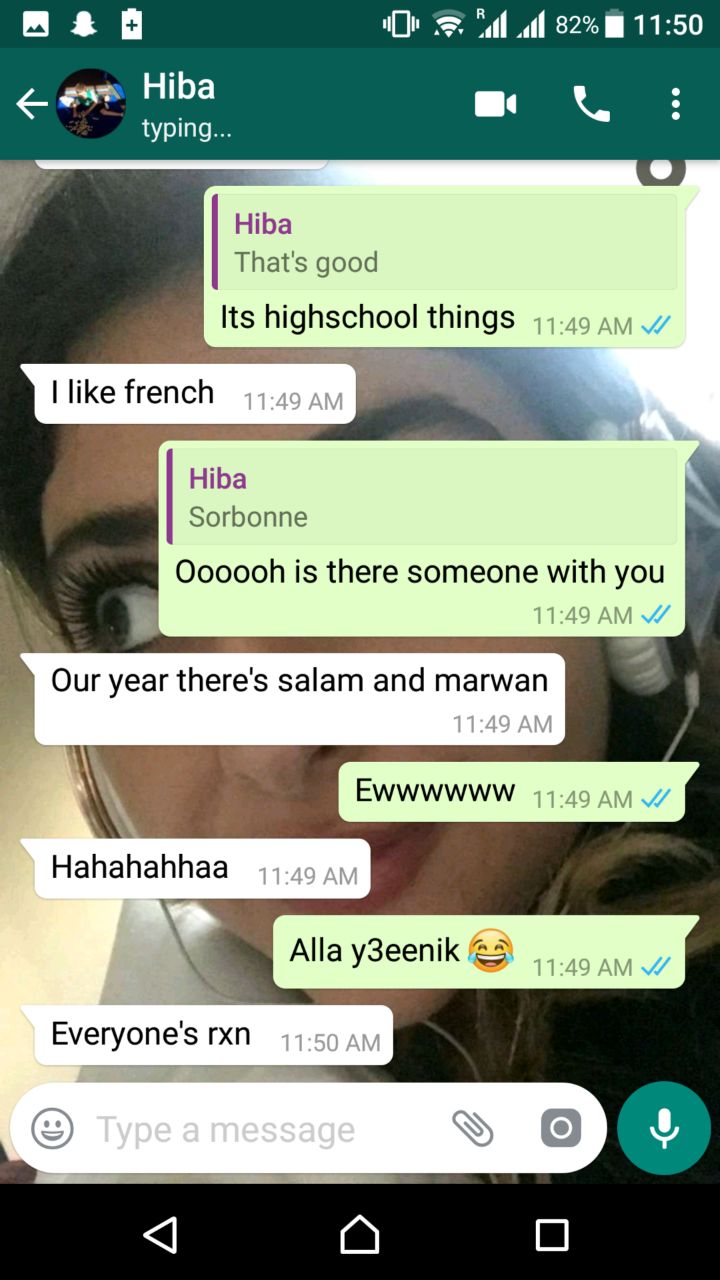 R
82%
11:50
Hiba
typing...
Hiba
That's good
Its highschool things 11:49 AM
I like french 11:49 AM
Hiba
Sorbonne
Oooooh is there someone with you
11:49 AM
Our year there's salam and marwan
11:49 AM
Ewwwwww 11:49 AM
Hahahahhaa 11:49 AM
Alla y3eenik 😂 11:49 AM
Everyone's rxn 11:50 AM
Type a message